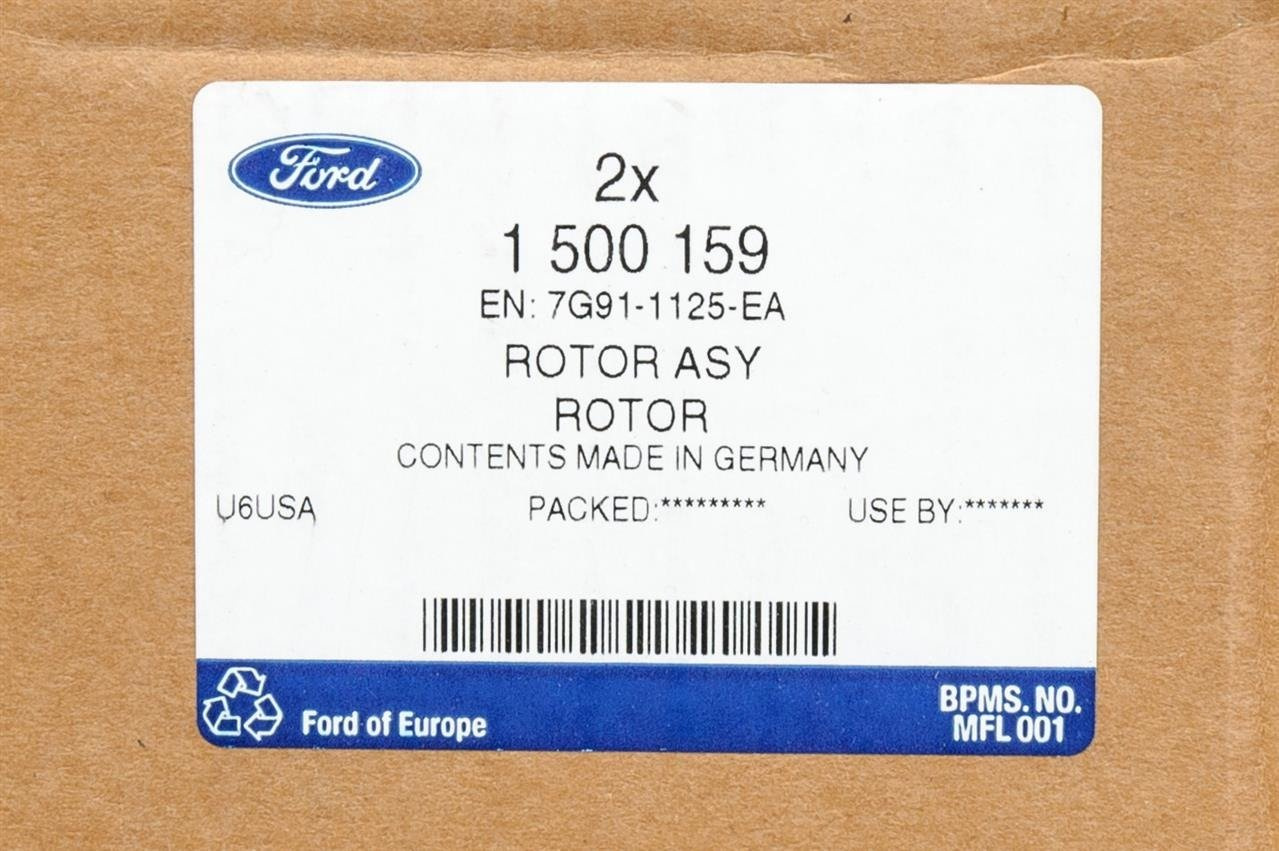 Ford
2x
1 500 159
EN: 7G91-1125-EA
ROTOR ASY
ROTOR
CONTENTS MADE IN GERMANY
U6USA PACKED:********* USE BY:*******
Ford of Europe
BPMS. NO.
MFL 001